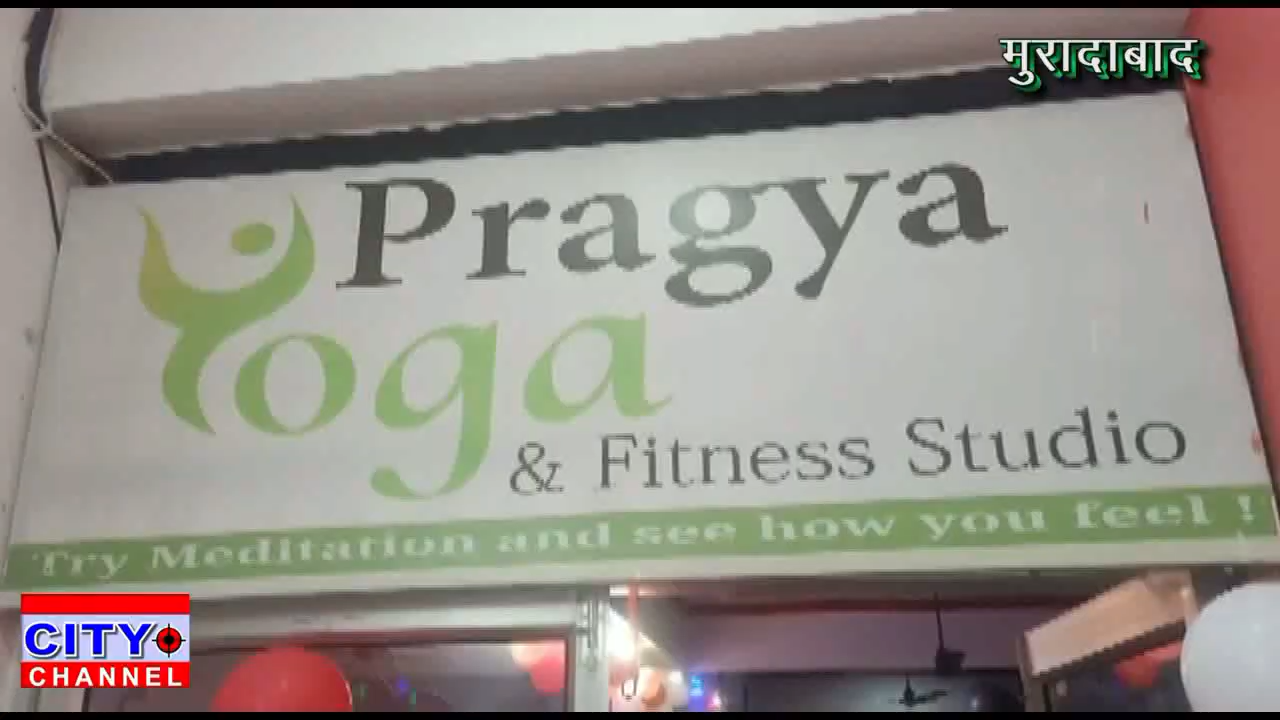 मुरादाबाद
Pragya
Yoga
& Fitness Studio
Try Meditation and see how you feel !
CITY
CHANNEL